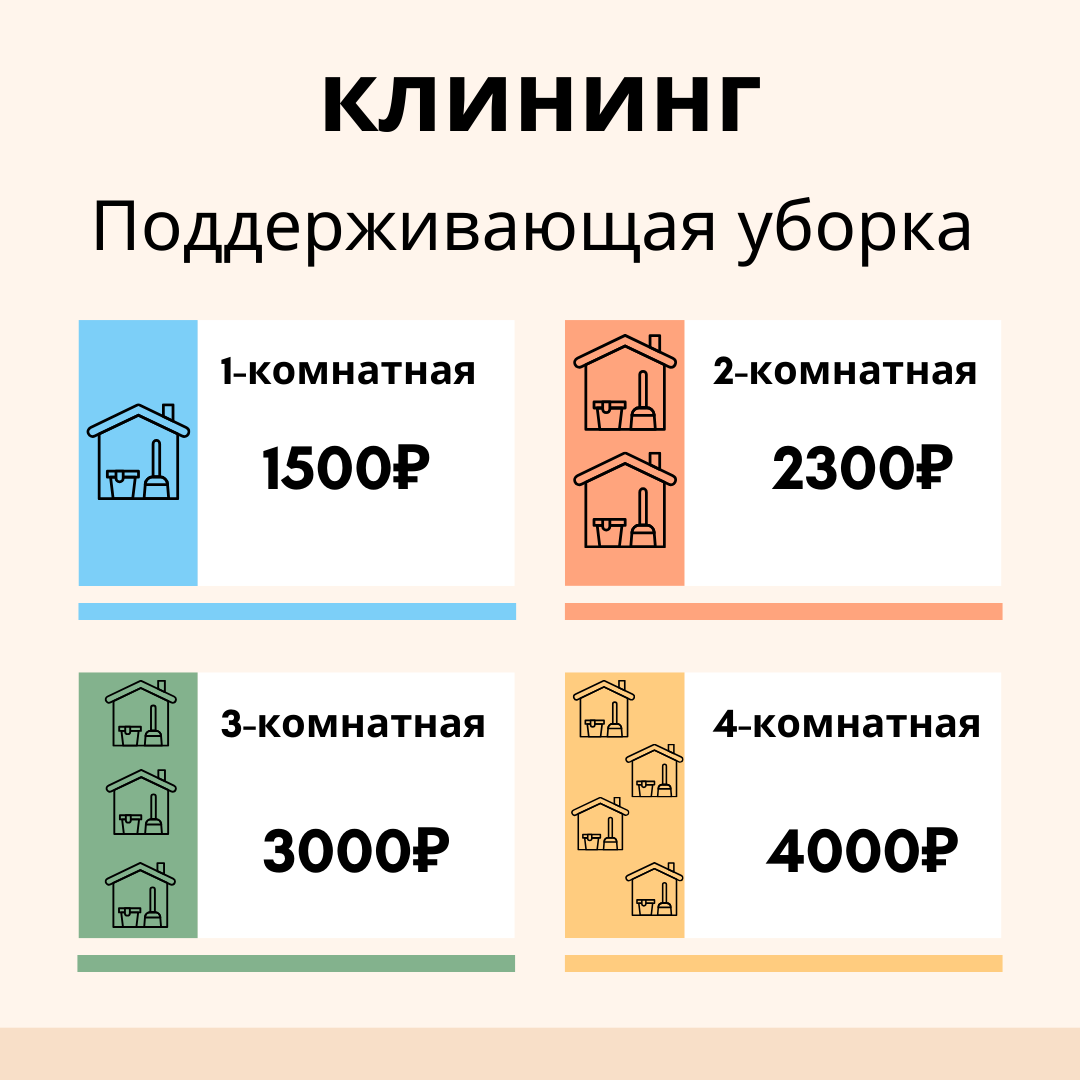 клининг
Поддерживающая уборка
1-комнатная
1500₽
2-комнатная
2300₽
3-комнатная
3000₽
4-комнатная
4000₽